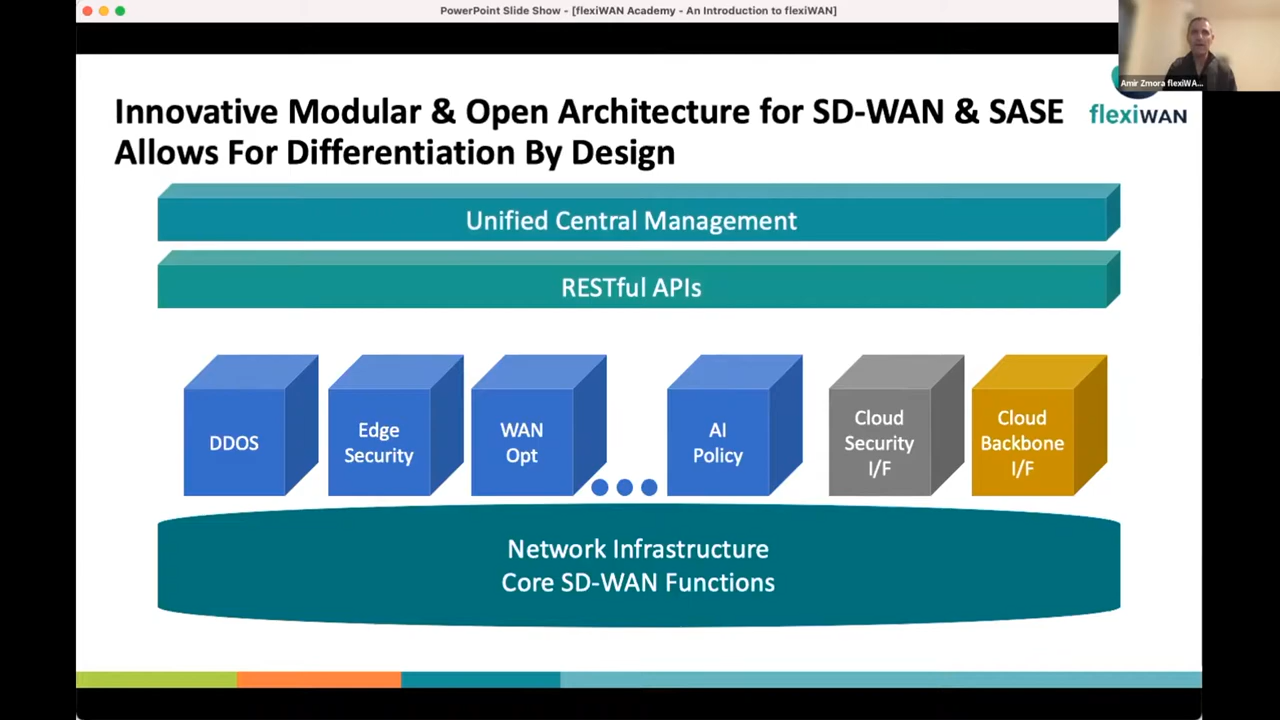 PowerPoint Slide Show - [flexiWAN Academy - An Introduction to flexiWAN]
Amir Zmora flexiWA...
flexiWAN
Innovative Modular & Open Architecture for SD-WAN & SASE
Allows For Differentiation By Design
Unified Central Management
RESTful APIs
DDOS
Edge
Security
WAN
Opt
AI
Policy
Cloud
Security
I/F
Cloud
Backbone
I/F
Network Infrastructure
Core SD-WAN Functions